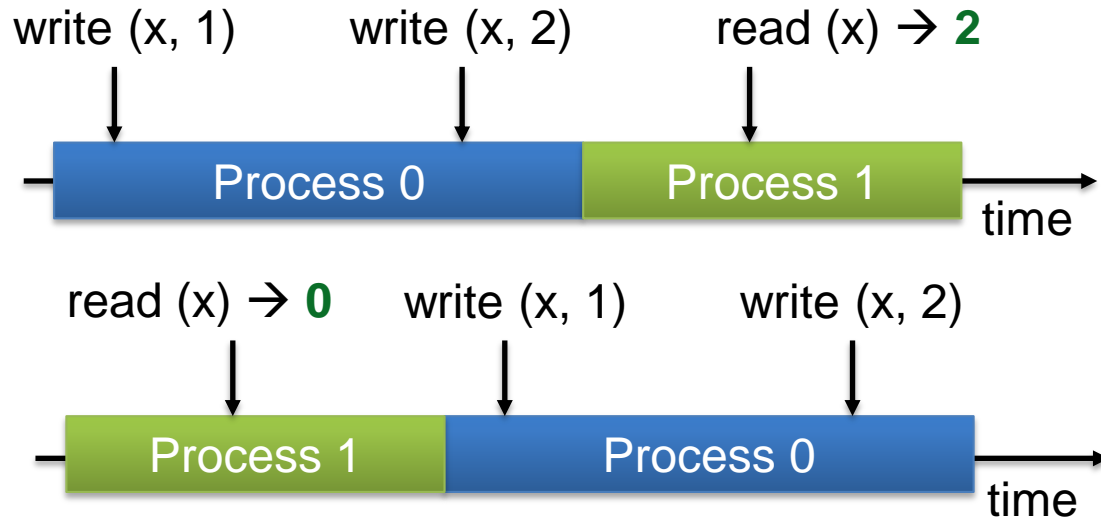 write (x, 1) write (x, 2) read (x) → 2
Process 0 Process 1
time
read (x) → 0 write (x, 1) write (x, 2)
Process 1 Process 0
time